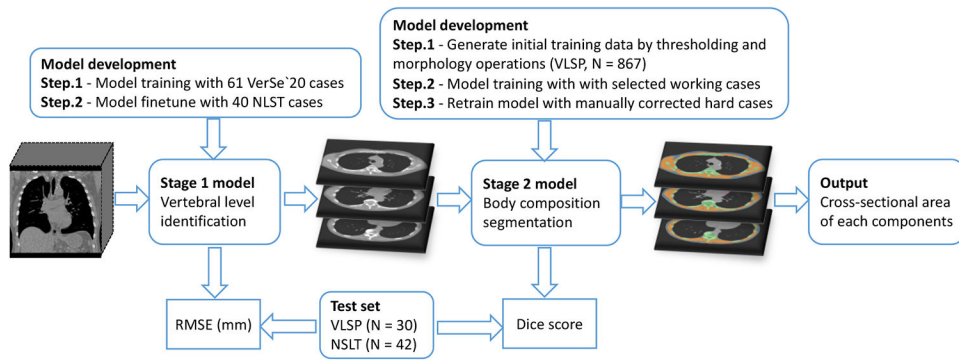 Model development
Step.1 - Model training with 61 VerSe`20 cases
Step.2 - Model finetune with 40 NLST cases
Model development
Step.1 - Generate initial training data by thresholding and
morphology operations (VLSP, N = 867)
Step.2 - Model training with with selected working cases
Step.3 - Retrain model with manually corrected hard cases
Stage 1 model
Vertebral level
identification
Stage 2 model
Body composition
segmentation
Output
Cross-sectional area
of each components
RMSE (mm)
Test set
VLSP (N = 30)
NSLT (N = 42)
Dice score